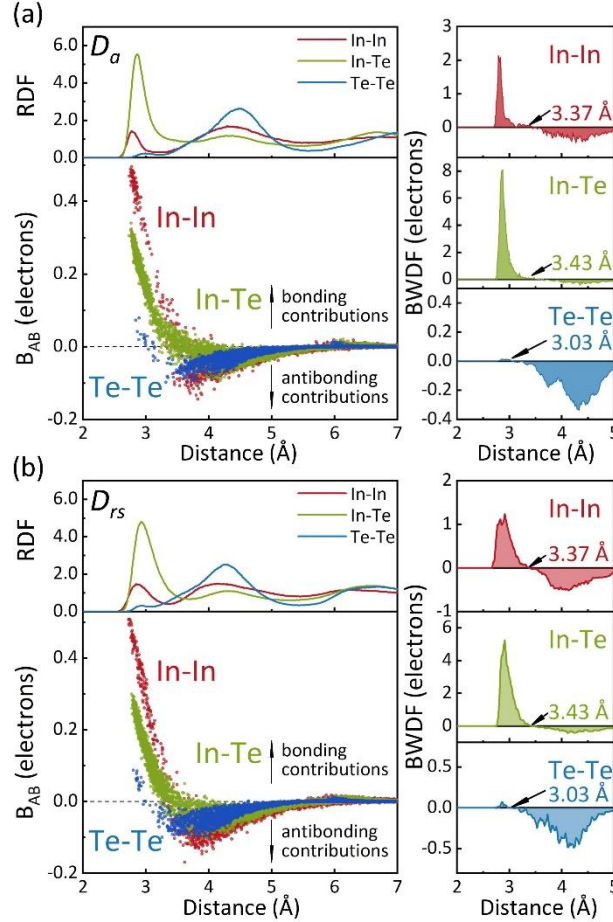 (a)
D_a
In-In
In-Te
Te-Te
6.0
4.0
2.0
0.0
RDF
0.4
0.2
0.0
-0.2
B_AB (electrons)
In-In
In-Te
Te-Te
bonding
contributions
antibonding
contributions
2 3 4 5 6 7
Distance (Å)
2
1
0
-1
In-In
3.37 Å
8
6
4
2
0
In-Te
3.43 Å
BWDF (electrons)
0.4
0.2
0.0
-0.2
-0.4
Te-Te
3.03 Å
2 3 4 5
Distance (Å)
(b)
D_rs
In-In
In-Te
Te-Te
6.0
4.0
2.0
0.0
RDF
0.4
0.2
0.0
-0.2
B_AB (electrons)
In-In
In-Te
Te-Te
bonding
contributions
antibonding
contributions
2 3 4 5 6 7
Distance (Å)
2
1
0
-1
In-In
3.37 Å
6
4
2
0
In-Te
3.43 Å
BWDF (electrons)
0.5
0.0
-0.5
Te-Te
3.03 Å
2 3 4 5
Distance (Å)